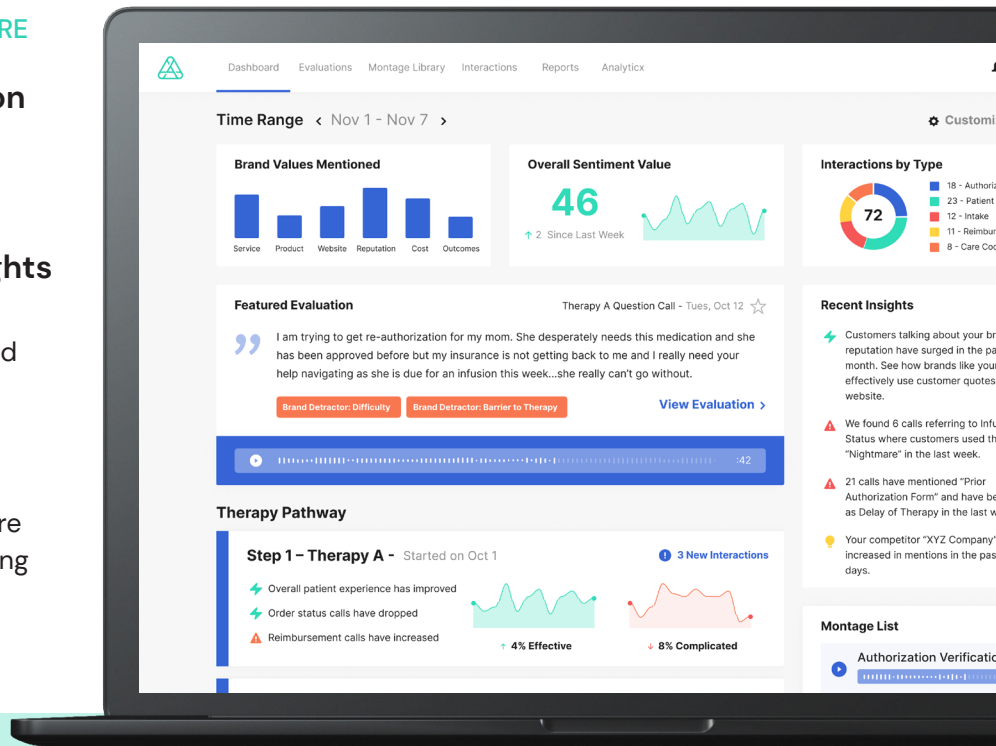 RE
on
ghts
d
re
ng
Dashboard Evaluations Montage Library Interactions Reports Analyticx
Time Range < Nov 1 - Nov 7 >
Customi
Brand Values Mentioned
Service Product Website Reputation Cost Outcomes
Overall Sentiment Value
46
↑ 2 Since Last Week
Interactions by Type
72
18 - Authoriz
23 - Patient
12 - Intake
11 - Reimbur
8 - Care Coo
Featured Evaluation
Therapy A Question Call - Tues, Oct 12
I am trying to get re-authorization for my mom. She desperately needs this medication and she
has been approved before but my insurance is not getting back to me and I really need your
help navigating as she is due for an infusion this week...she really can’t go without.
Brand Detractor: Difficulty
Brand Detractor: Barrier to Therapy
View Evaluation >
:42
Recent Insights
Customers talking about your br
reputation have surged in the pa
month. See how brands like your
effectively use customer quotes
website.
We found 6 calls referring to Infu
Status where customers used th
“Nightmare” in the last week.
21 calls have mentioned “Prior
Authorization Form” and have be
as Delay of Therapy in the last w
Your competitor “XYZ Company”
increased in mentions in the pas
days.
Therapy Pathway
Step 1 – Therapy A - Started on Oct 1
3 New Interactions
Overall patient experience has improved
Order status calls have dropped
Reimbursement calls have increased
↑ 4% Effective
↓ 8% Complicated
Montage List
Authorization Verificatio